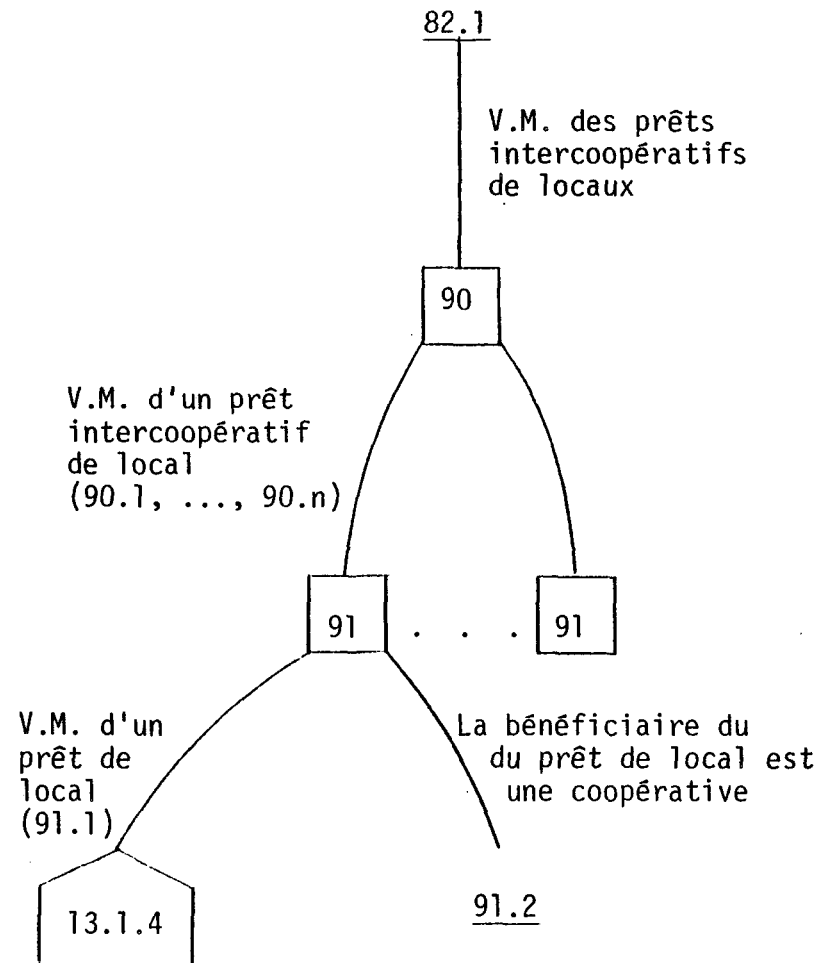 82.1
V.M. des prêts
intercoopératifs
de locaux
90
V.M. d'un prêt
intercoopératif
de local
(90.1, ..., 90.n)
91 . . . 91
V.M. d'un
prêt de
local
(91.1)
La bénéficiaire du
du prêt de local est
une coopérative
13.1.4
91.2